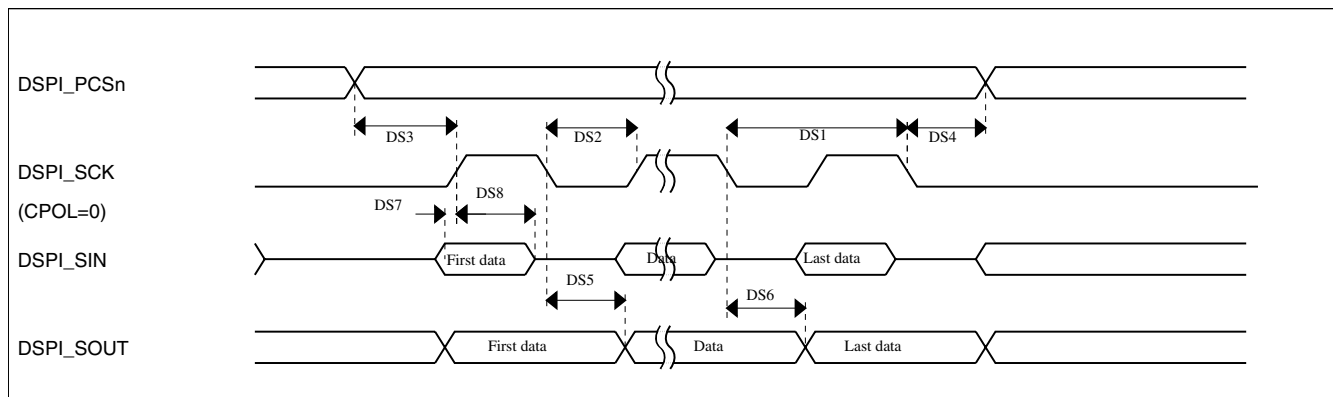 DSPI_PCSn
DS3
DS2
DS1
DS4
DSPI_SCK
(CPOL=0)
DS7
DS8
DSPI_SIN
First data
Data
Last data
DS5
DS6
DSPI_SOUT
First data
Data
Last data